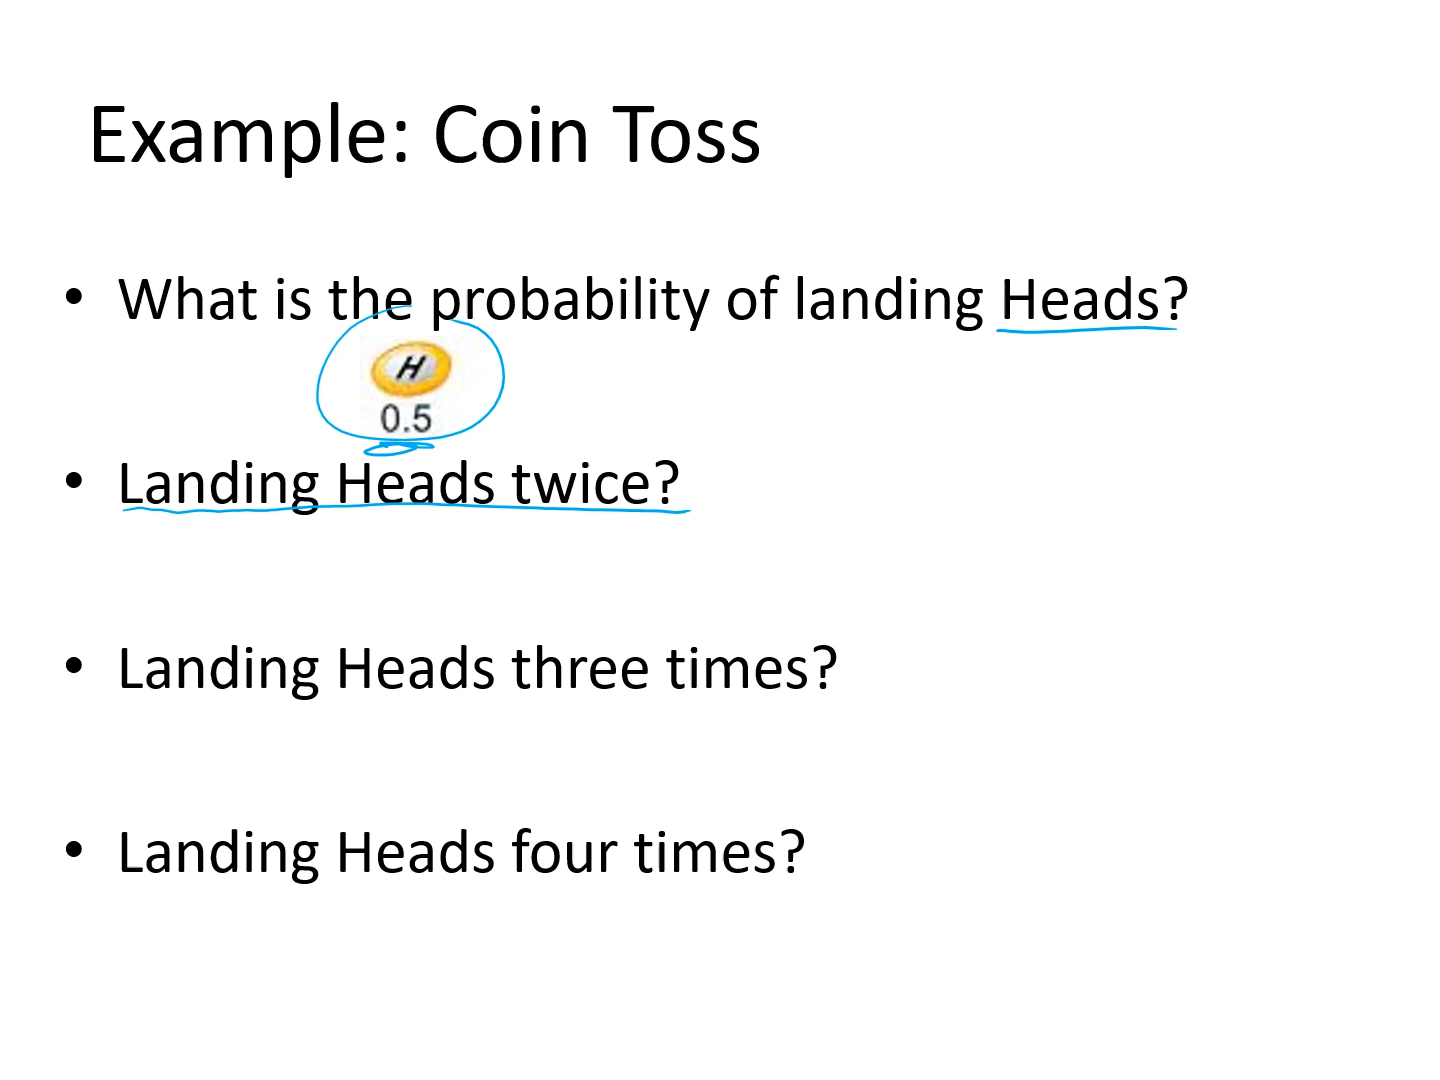 Example: Coin Toss
• What is the probability of landing Heads?
H
0.5
• Landing Heads twice?
• Landing Heads three times?
• Landing Heads four times?